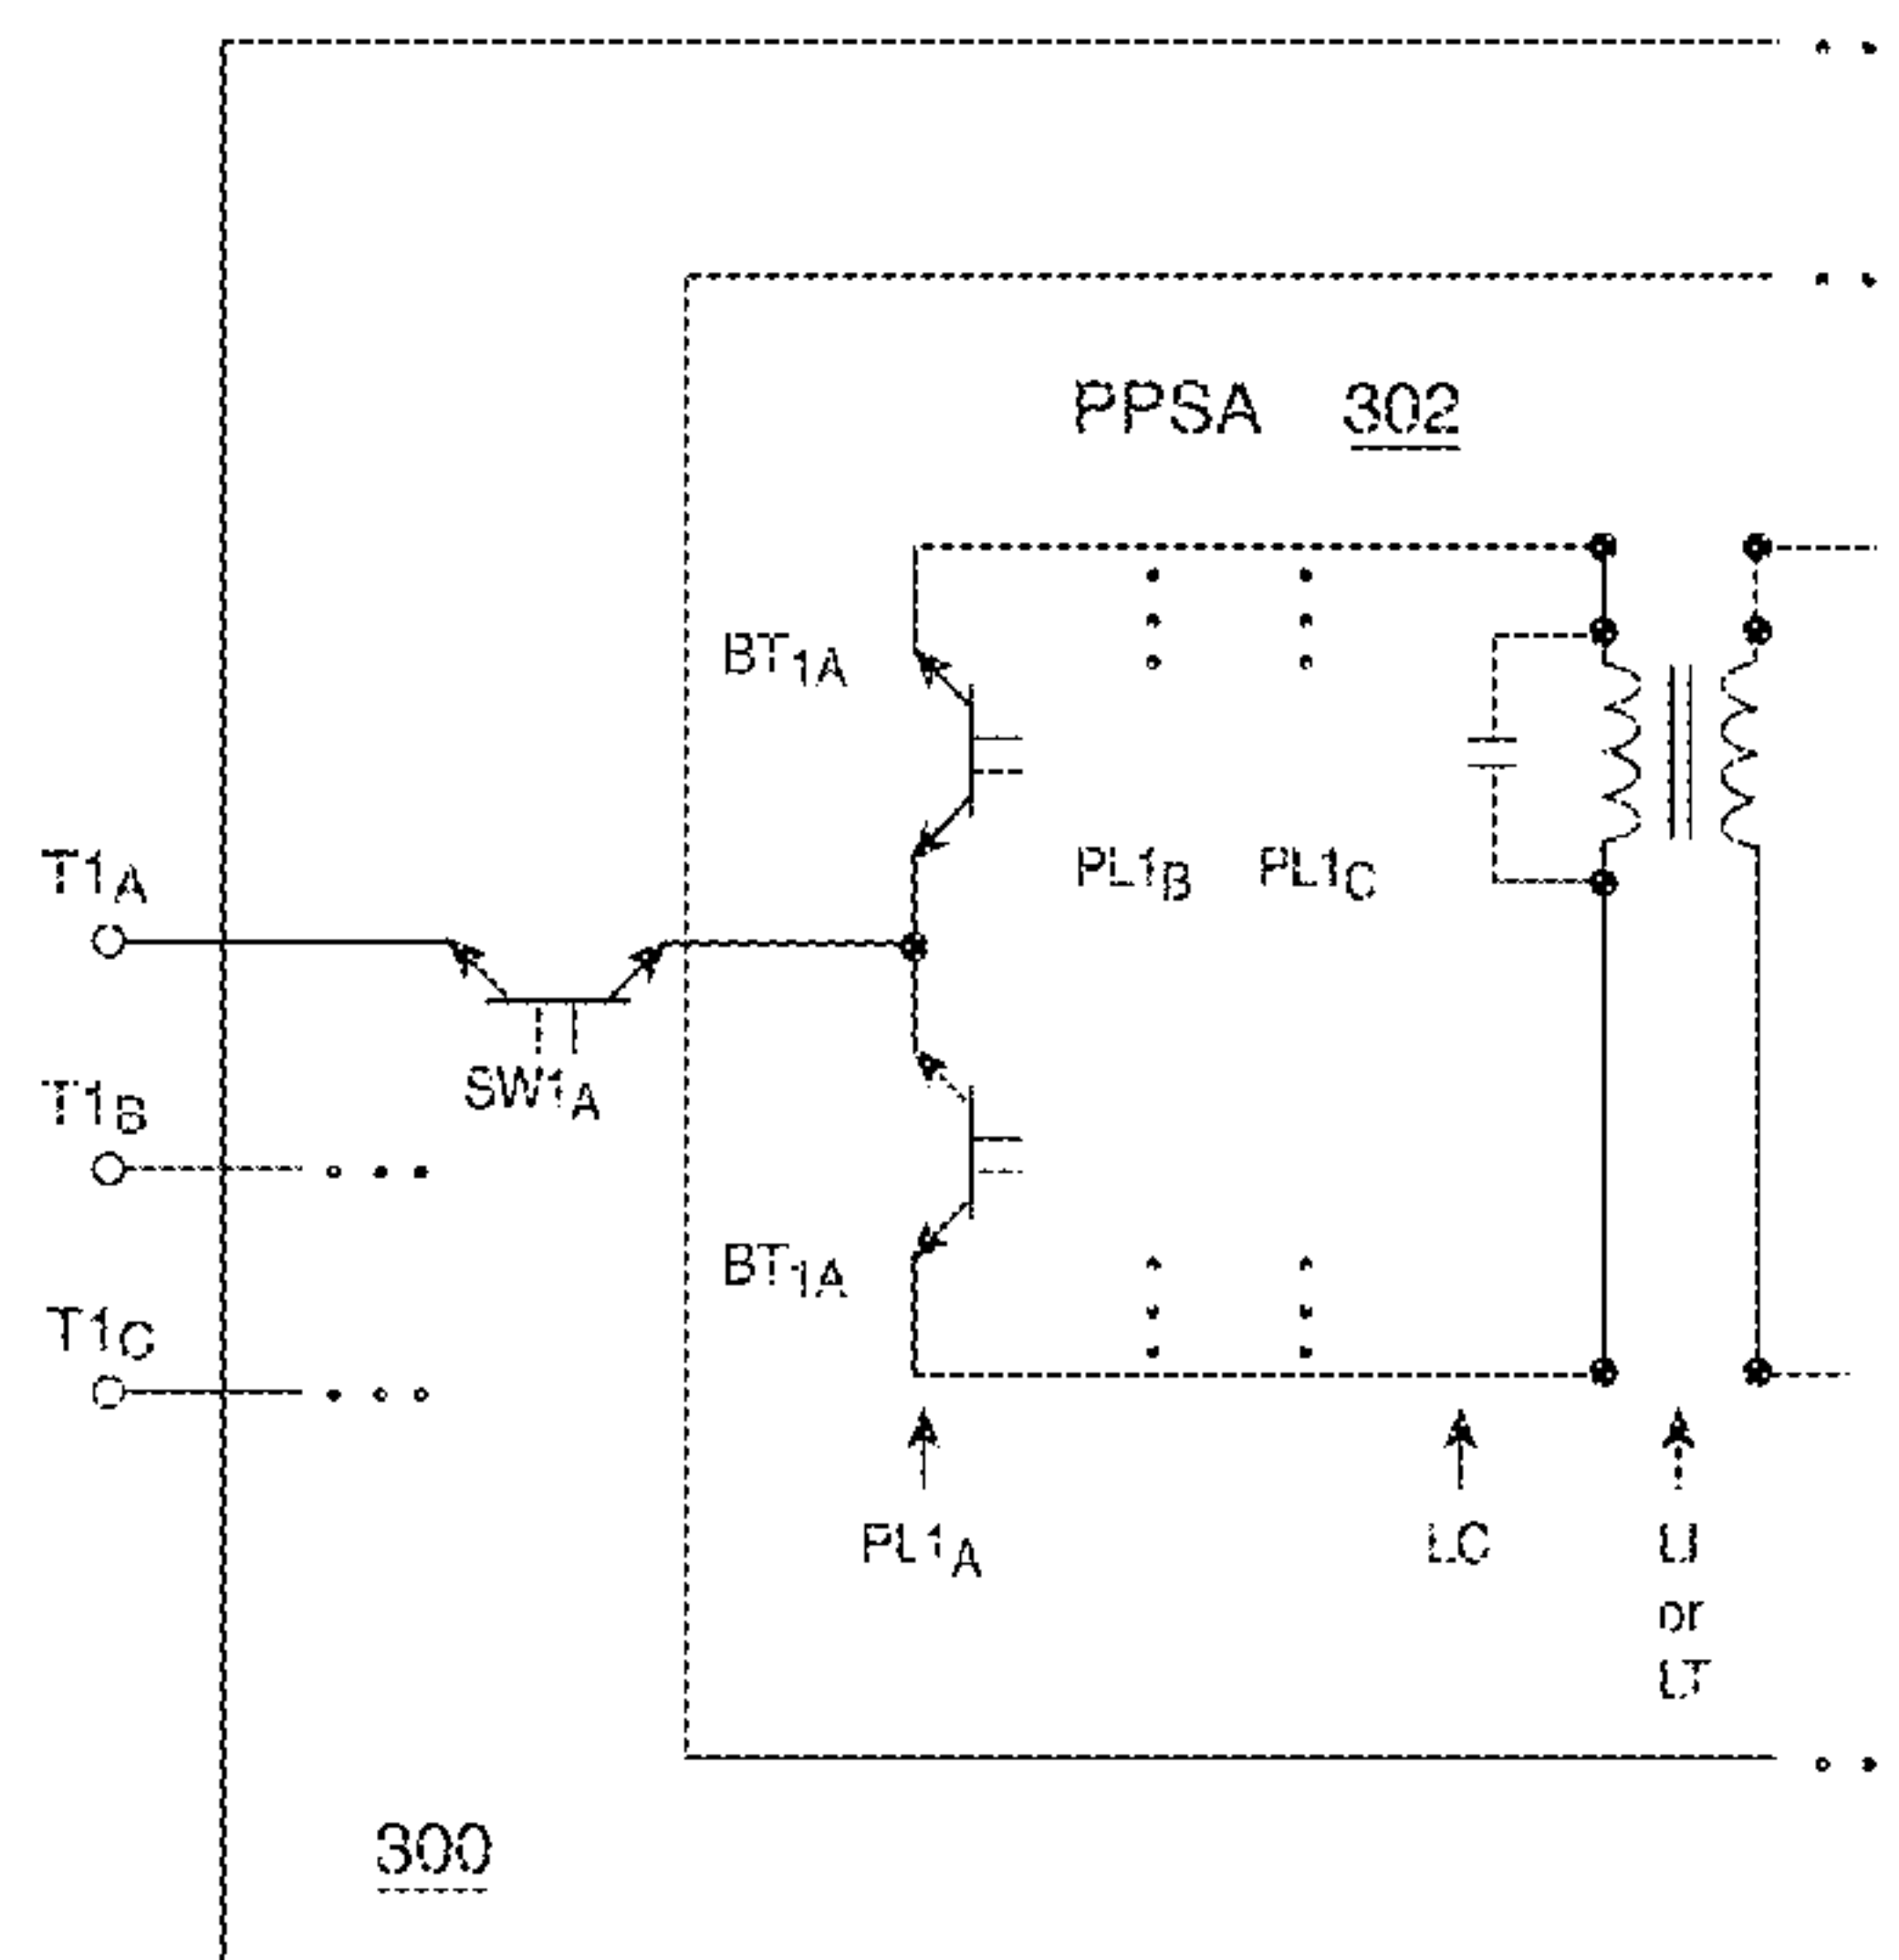 PPSA 302
BT1A
PL1B PL1C
T1A
SW1A
T1B
BT1A
T1C
PL1A
LC
LI
or
LT
300